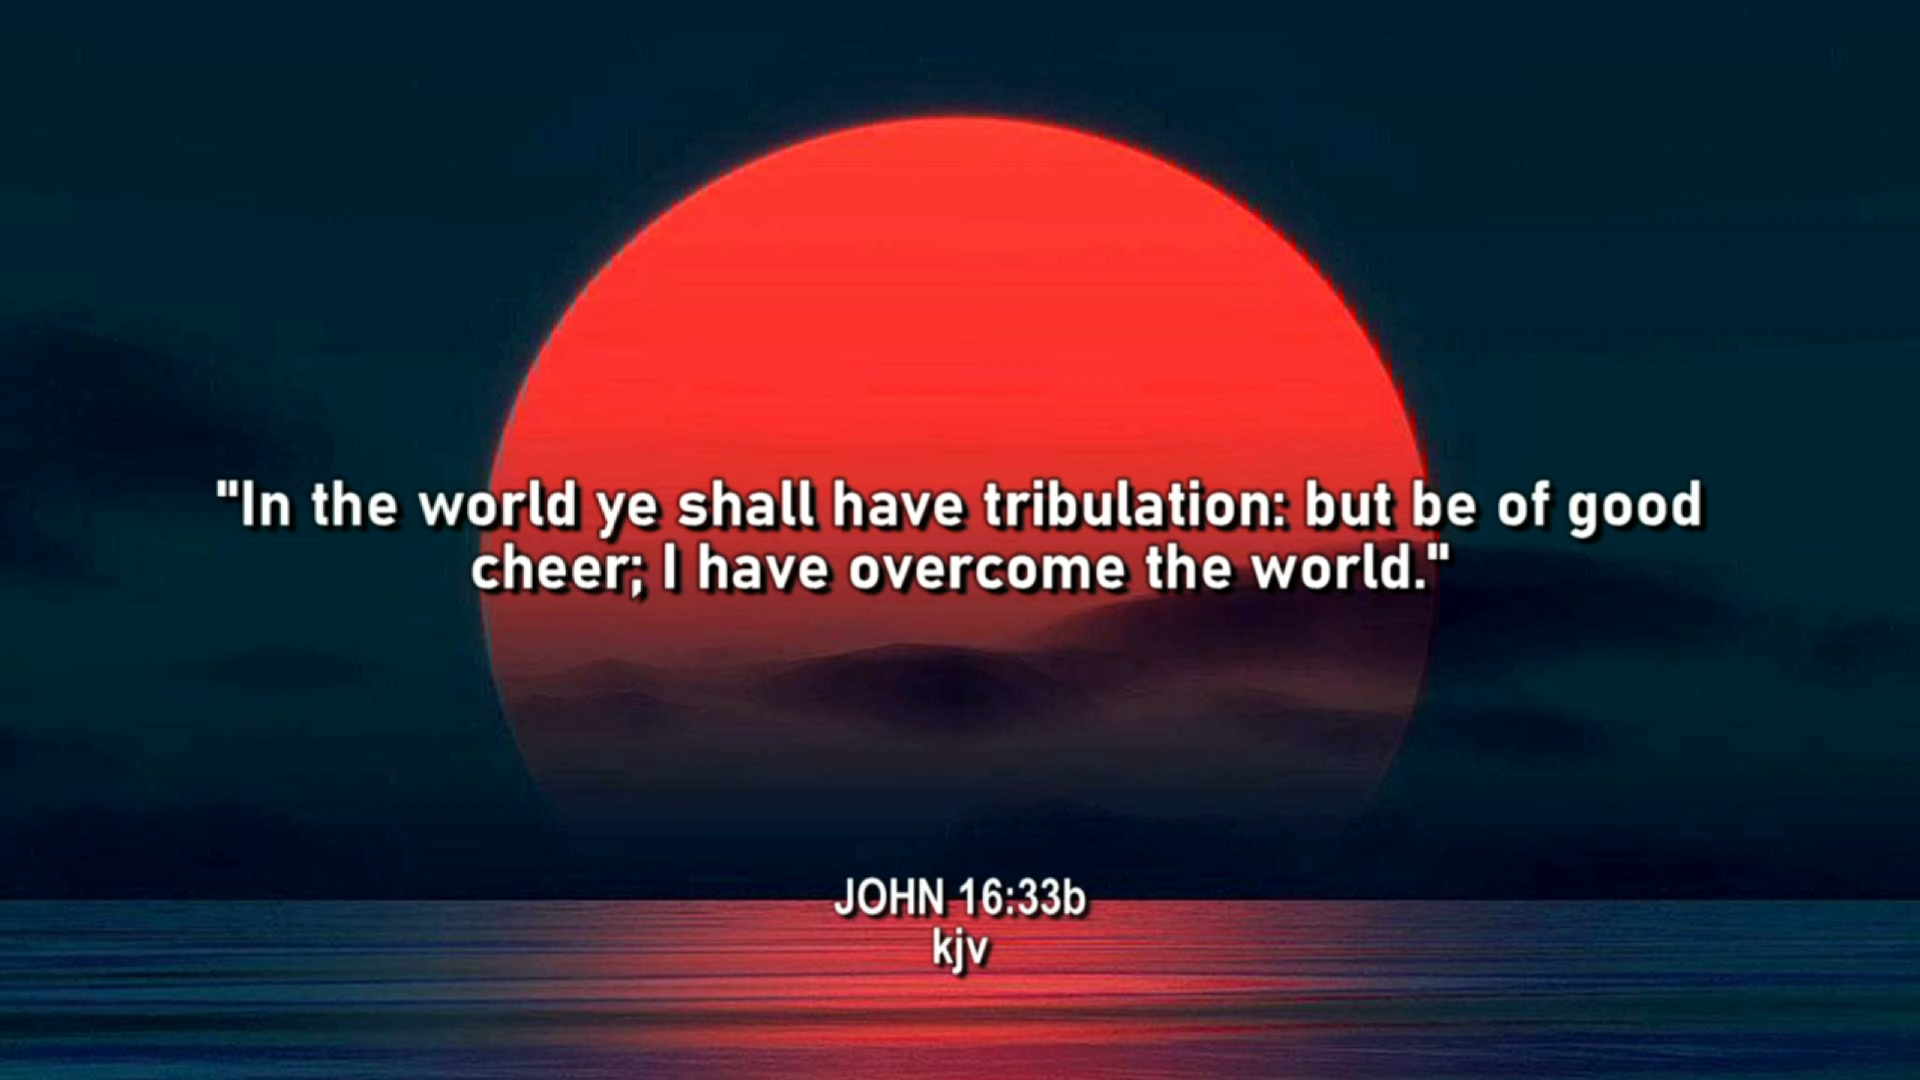 "In the world ye shall have tribulation: but be of good
cheer; I have overcome the world."
JOHN 16:33b
kjv